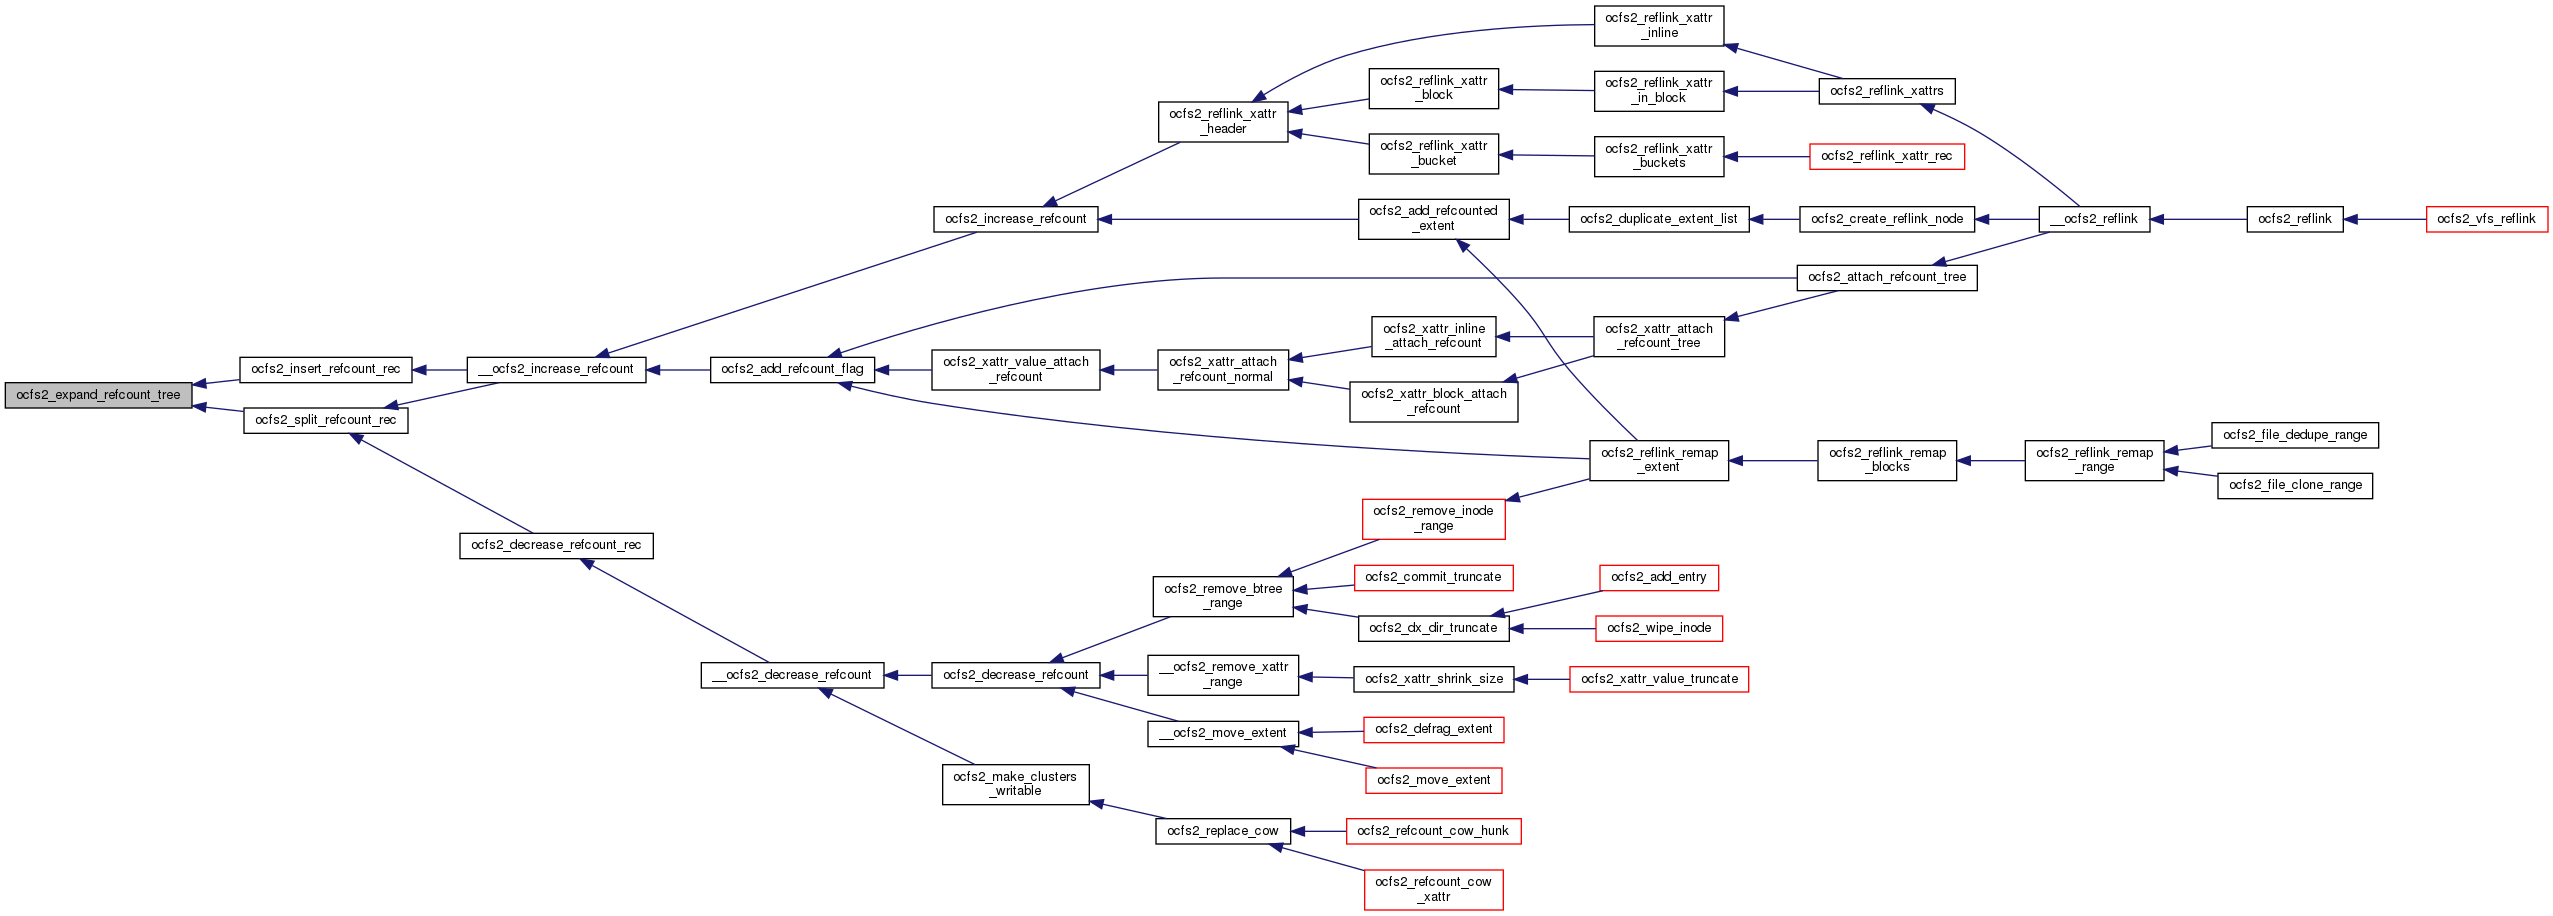 ocfs2_reflink_xattr
_inline
ocfs2_reflink_xattr
_block
ocfs2_reflink_xattr
_in_block
ocfs2_reflink_xattrs
ocfs2_reflink_xattr
_header
ocfs2_reflink_xattr
_bucket
ocfs2_reflink_xattr
_buckets
ocfs2_reflink_xattr_rec
ocfs2_increase_refcount
ocfs2_add_refcounted
_extent
ocfs2_duplicate_extent_list
ocfs2_create_reflink_node
__ocfs2_reflink
ocfs2_reflink
ocfs2_vfs_reflink
ocfs2_attach_refcount_tree
ocfs2_xattr_inline
_attach_refcount
ocfs2_xattr_attach
_refcount_tree
ocfs2_insert_refcount_rec
__ocfs2_increase_refcount
ocfs2_add_refcount_flag
ocfs2_xattr_value_attach
_refcount
ocfs2_xattr_attach
_refcount_normal
ocfs2_expand_refcount_tree
ocfs2_xattr_block_attach
_refcount
ocfs2_split_refcount_rec
ocfs2_reflink_remap
_extent
ocfs2_reflink_remap
_blocks
ocfs2_reflink_remap
_range
ocfs2_file_dedupe_range
ocfs2_file_clone_range
ocfs2_remove_inode
_range
ocfs2_decrease_refcount_rec
ocfs2_remove_btree
_range
ocfs2_commit_truncate
ocfs2_add_entry
ocfs2_dx_dir_truncate
ocfs2_wipe_inode
__ocfs2_decrease_refcount
ocfs2_decrease_refcount
__ocfs2_remove_xattr
_range
ocfs2_xattr_shrink_size
ocfs2_xattr_value_truncate
__ocfs2_move_extent
ocfs2_defrag_extent
ocfs2_move_extent
ocfs2_make_clusters
_writable
ocfs2_replace_cow
ocfs2_refcount_cow_hunk
ocfs2_refcount_cow
_xattr